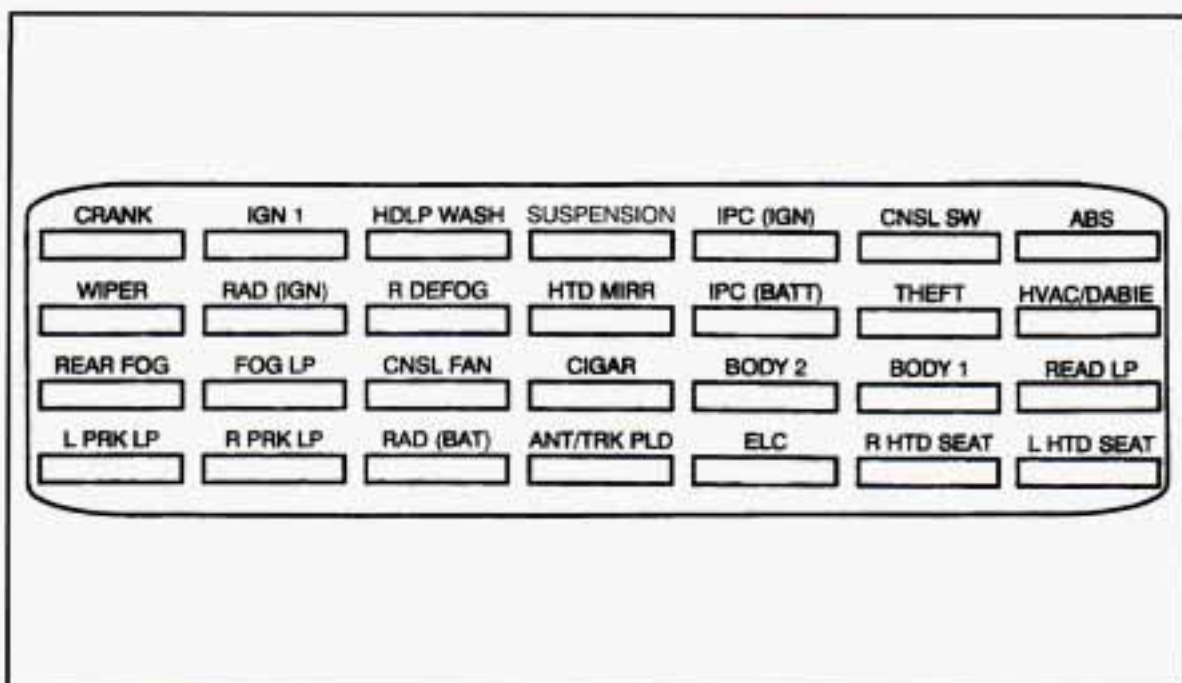 CRANK IGN 1 HDLP WASH SUSPENSION IPC (IGN) CNSL SW ABS
WIPER RAD (IGN) R DEFOG HTD MIRR IPC (BATT) THEFT HVAC/DABIE
REAR FOG FOG LP CNSL FAN CIGAR BODY 2 BODY 1 READ LP
L PRK LP R PRK LP RAD (BAT) ANT/TRK PLD ELC R HTD SEAT L HTD SEAT